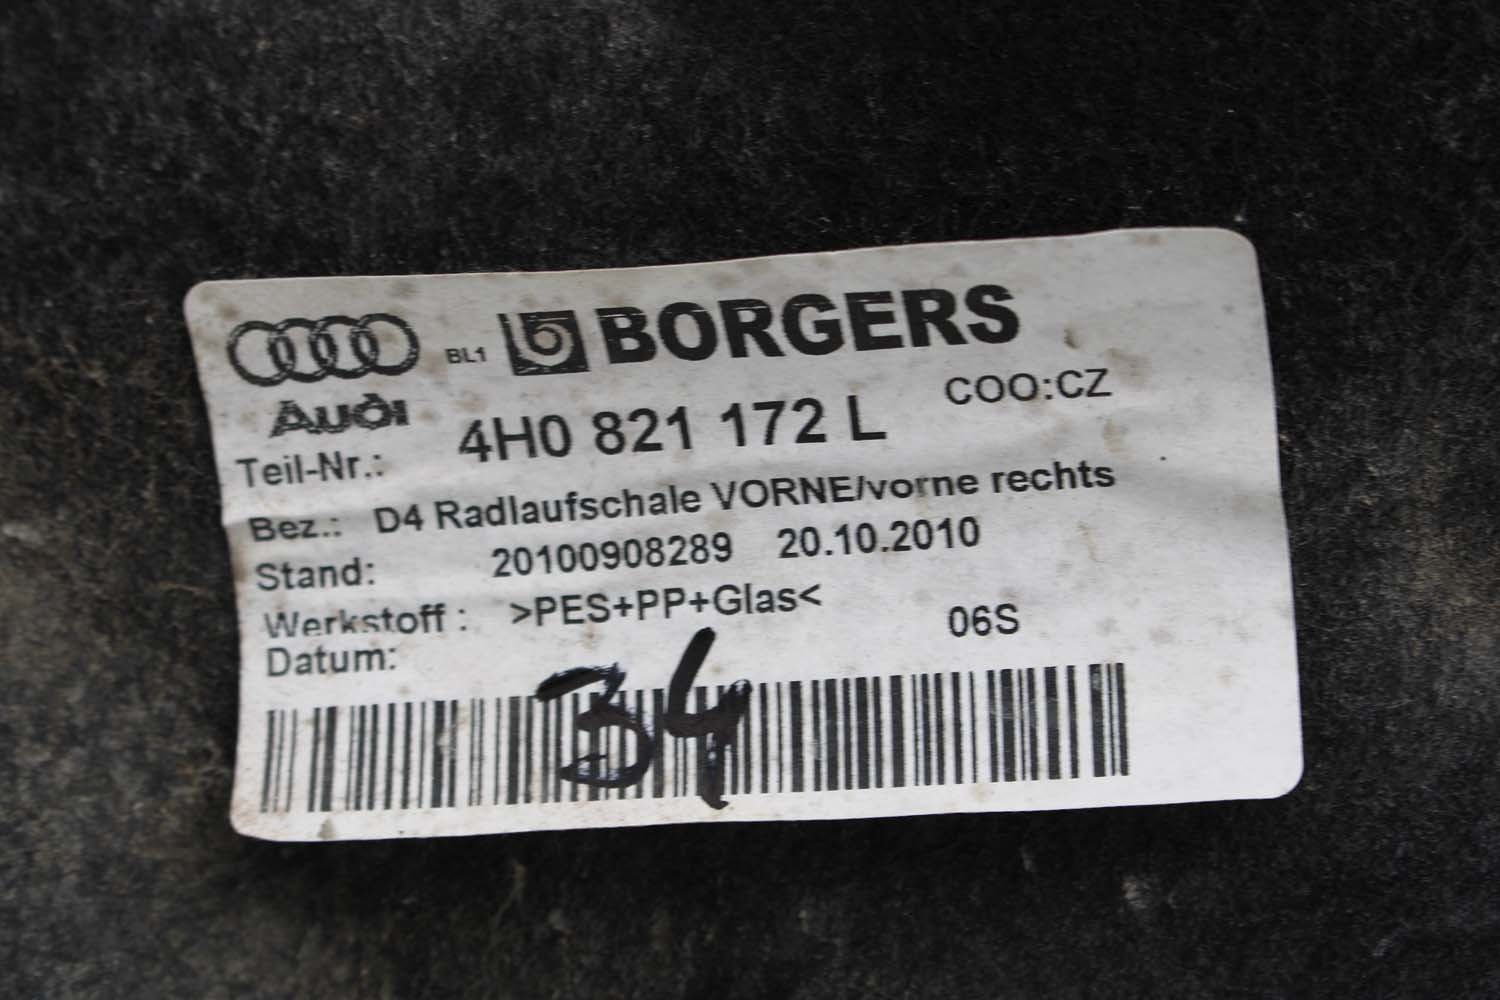 BL1 BORGERS
Audi
COO:CZ
Teil-Nr.: 4H0 821 172 L
Bez.: D4 Radlaufschale VORNE/vorne rechts
Stand: 20100908289 20.10.2010
Werkstoff : >PES+PP+Glas<
06S
Datum:
34